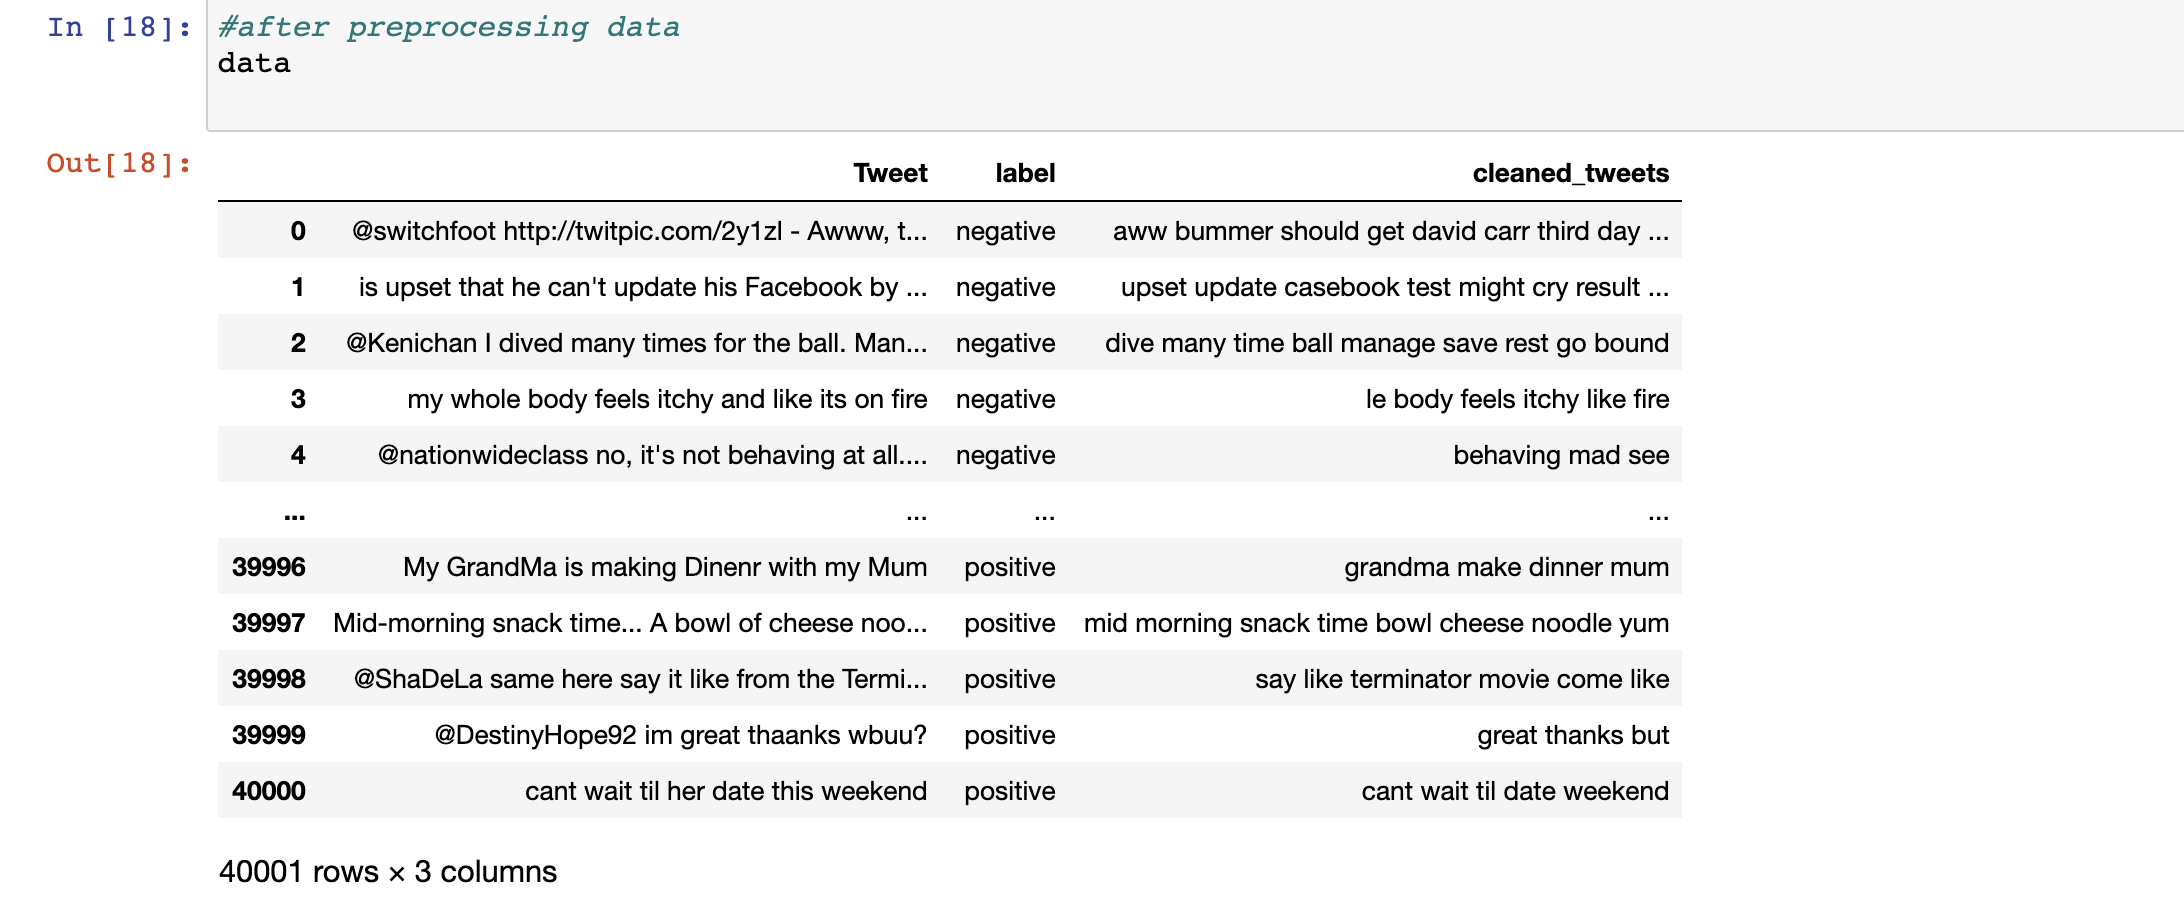 In [18]: #after preprocessing data
data
Out[18]:
Tweet label cleaned_tweets
0 @switchfoot http://twitpic.com/2y1zl - Awww, t... negative aww bummer should get david carr third day ...
1 is upset that he can't update his Facebook by ... negative upset update casebook test might cry result ...
2 @Kenichan I dived many times for the ball. Man... negative dive many time ball manage save rest go bound
3 my whole body feels itchy and like its on fire negative le body feels itchy like fire
4 @nationwideclass no, it's not behaving at all.... negative behaving mad see
... ... ... ...
39996 My GrandMa is making Dinenr with my Mum positive grandma make dinner mum
39997 Mid-morning snack time... A bowl of cheese noo... positive mid morning snack time bowl cheese noodle yum
39998 @ShaDeLa same here say it like from the Termi... positive say like terminator movie come like
39999 @DestinyHope92 im great thaanks wbuu? positive great thanks but
40000 cant wait til her date this weekend positive cant wait til date weekend
40001 rows × 3 columns